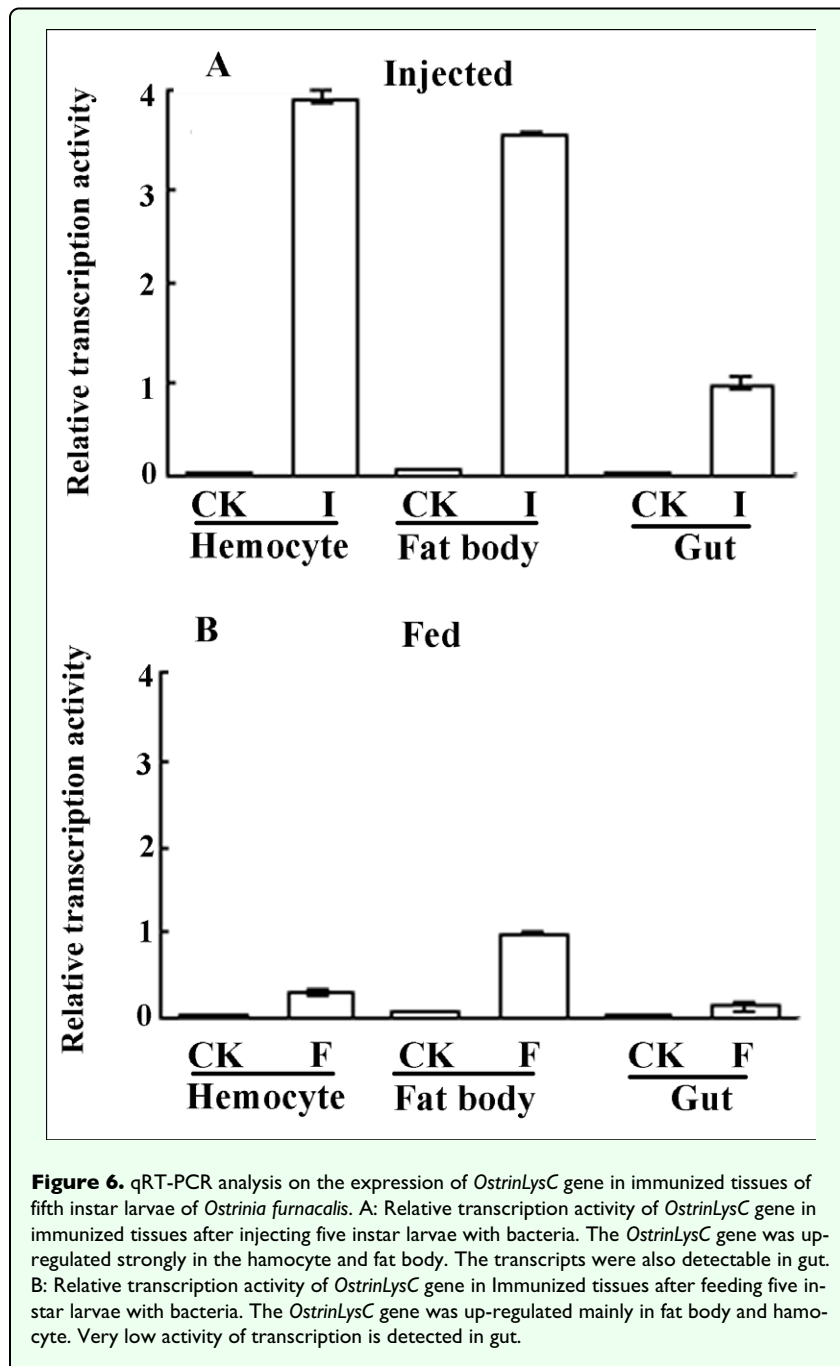 A
Injected
Relative transcription activity
4
3
2
1
0
CK I CK I CK I
Hemocyte Fat body Gut
B
Fed
Relative transcription activity
4
3
2
1
0
CK F CK F CK F
Hemocyte Fat body Gut
Figure 6. qRT-PCR analysis on the expression of OstrinLysC gene in immunized tissues of
fifth instar larvae of Ostrinia furnacalis. A: Relative transcription activity of OstrinLysC gene in
immunized tissues after injecting five instar larvae with bacteria. The OstrinLysC gene was up-
regulated strongly in the hamocyte and fat body. The transcripts were also detectable in gut.
B: Relative transcription activity of OstrinLysC gene in Immunized tissues after feeding five in-
star larvae with bacteria. The OstrinLysC gene was up-regulated mainly in fat body and hamo-
cyte. Very low activity of transcription is detected in gut.